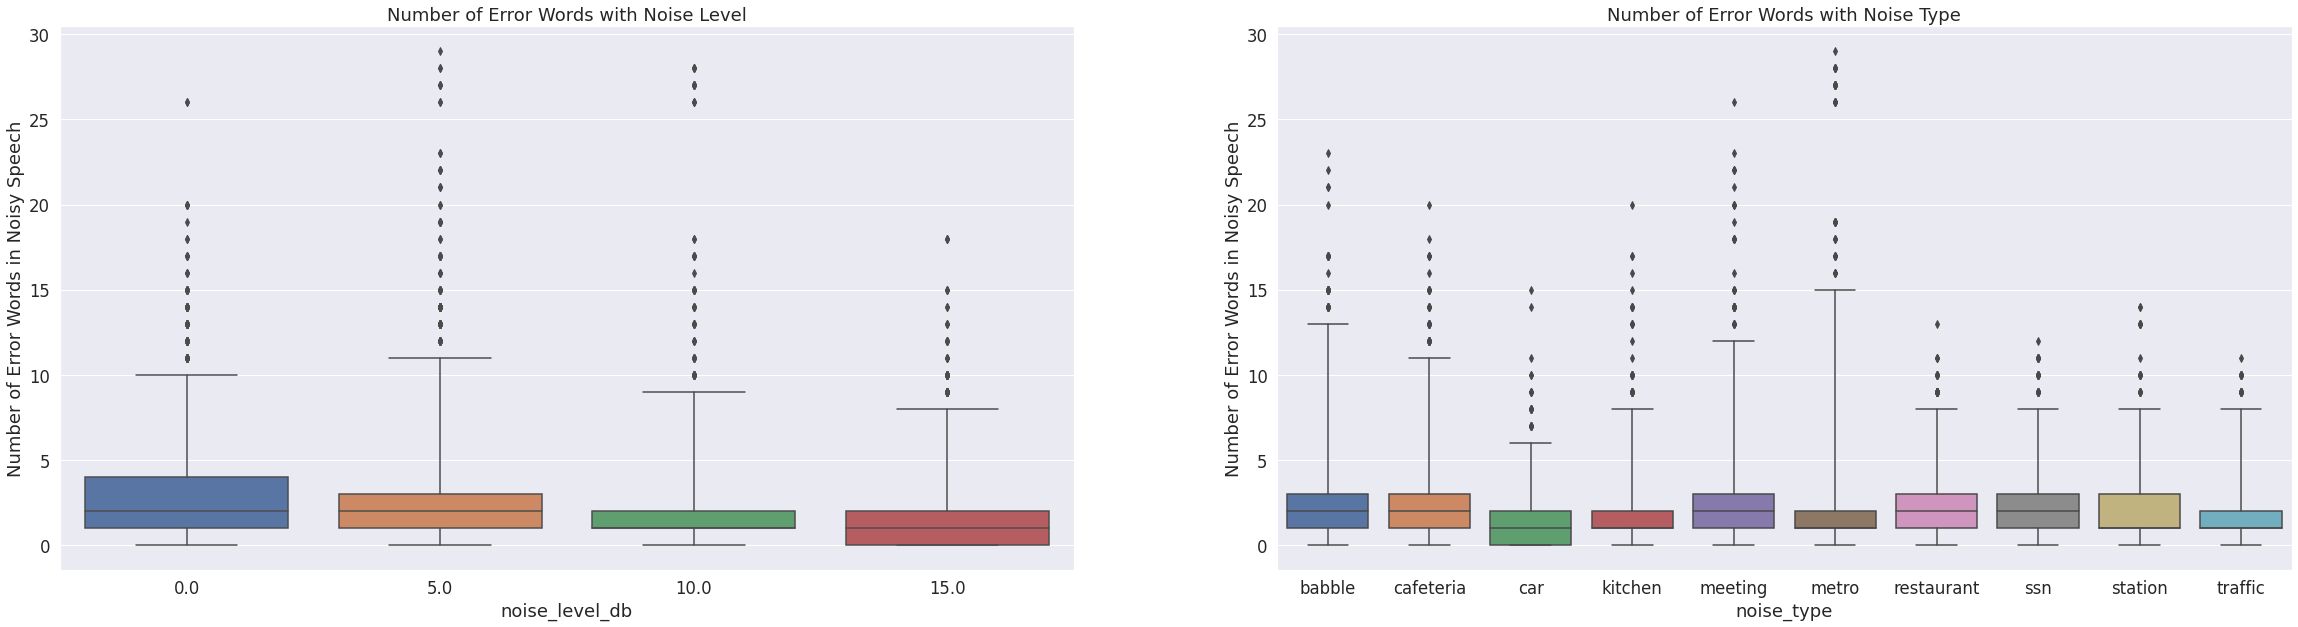 Number of Error Words with Noise Level
Number of Error Words in Noisy Speech
30
25
20
15
10
5
0
0.0 5.0 10.0 15.0
noise_level_db
Number of Error Words with Noise Type
Number of Error Words in Noisy Speech
30
25
20
15
10
5
0
babble cafeteria car kitchen meeting metro restaurant ssn station traffic
noise_type